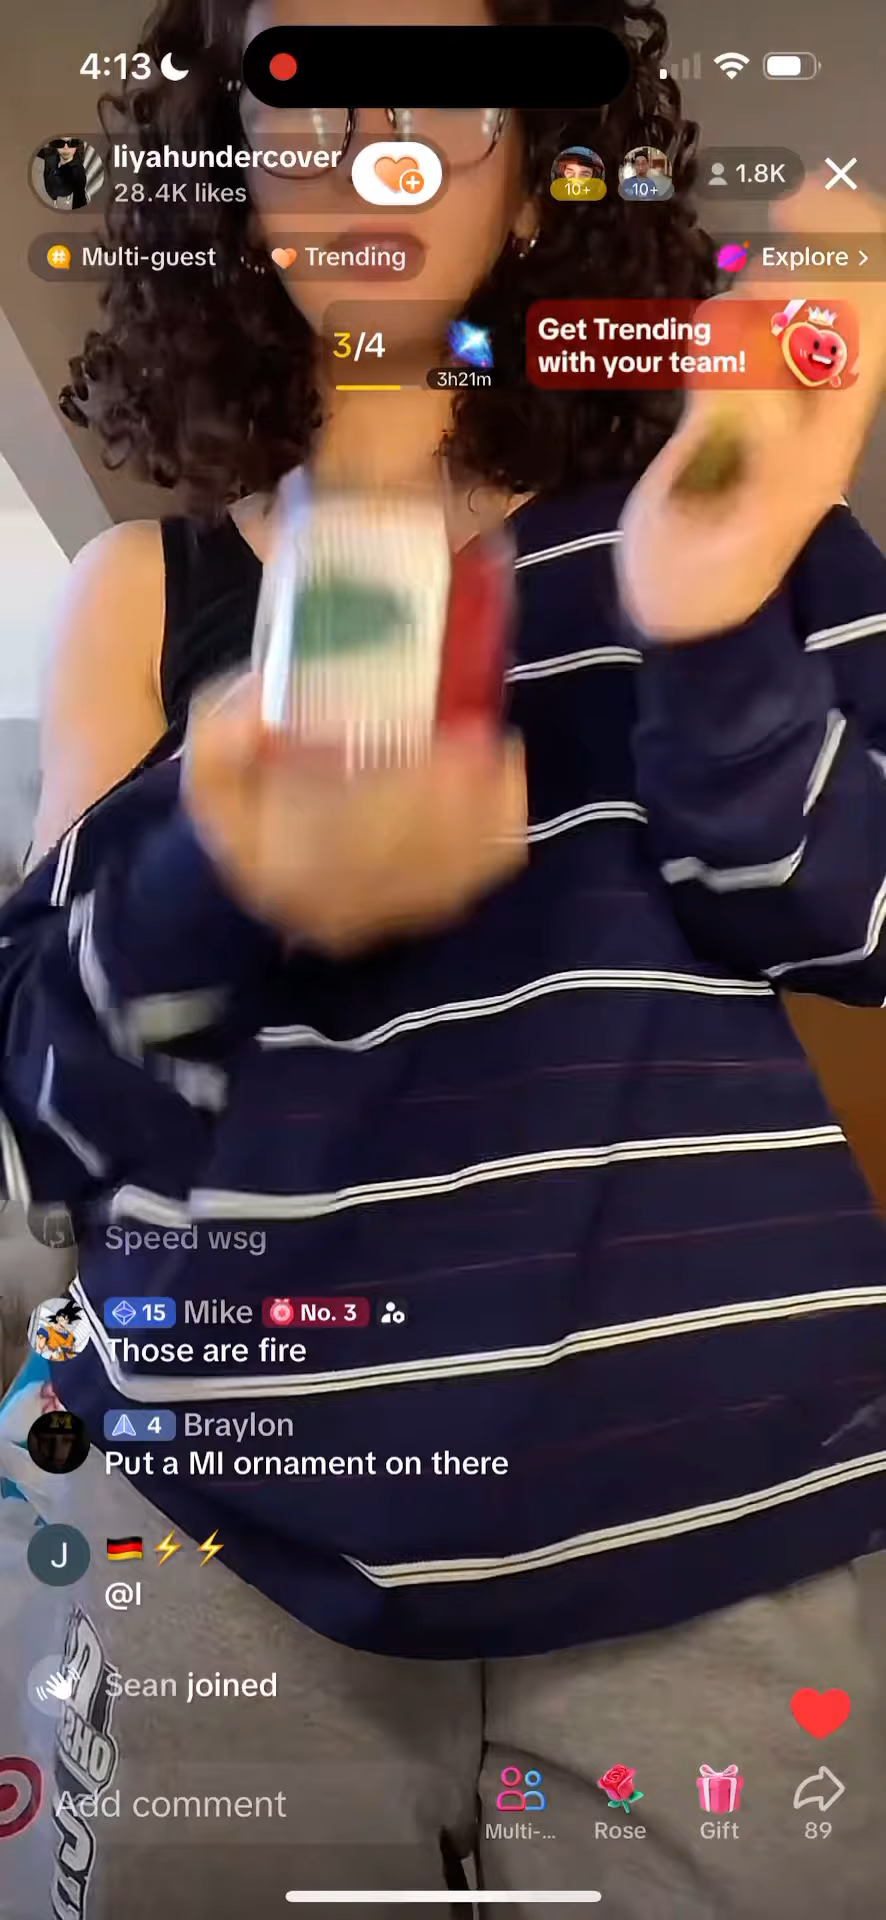 4:13
liyahundercover
28.4K likes
10+
10+
1.8K
Multi-guest
Trending
Explore >
3/4
3h21m
Get Trending
with your team!
Speed wsg
15 Mike No. 3
Those are fire
4 Braylon
Put a MI ornament on there
J
@l
Sean joined
Add comment
Multi-...
Rose
Gift
89